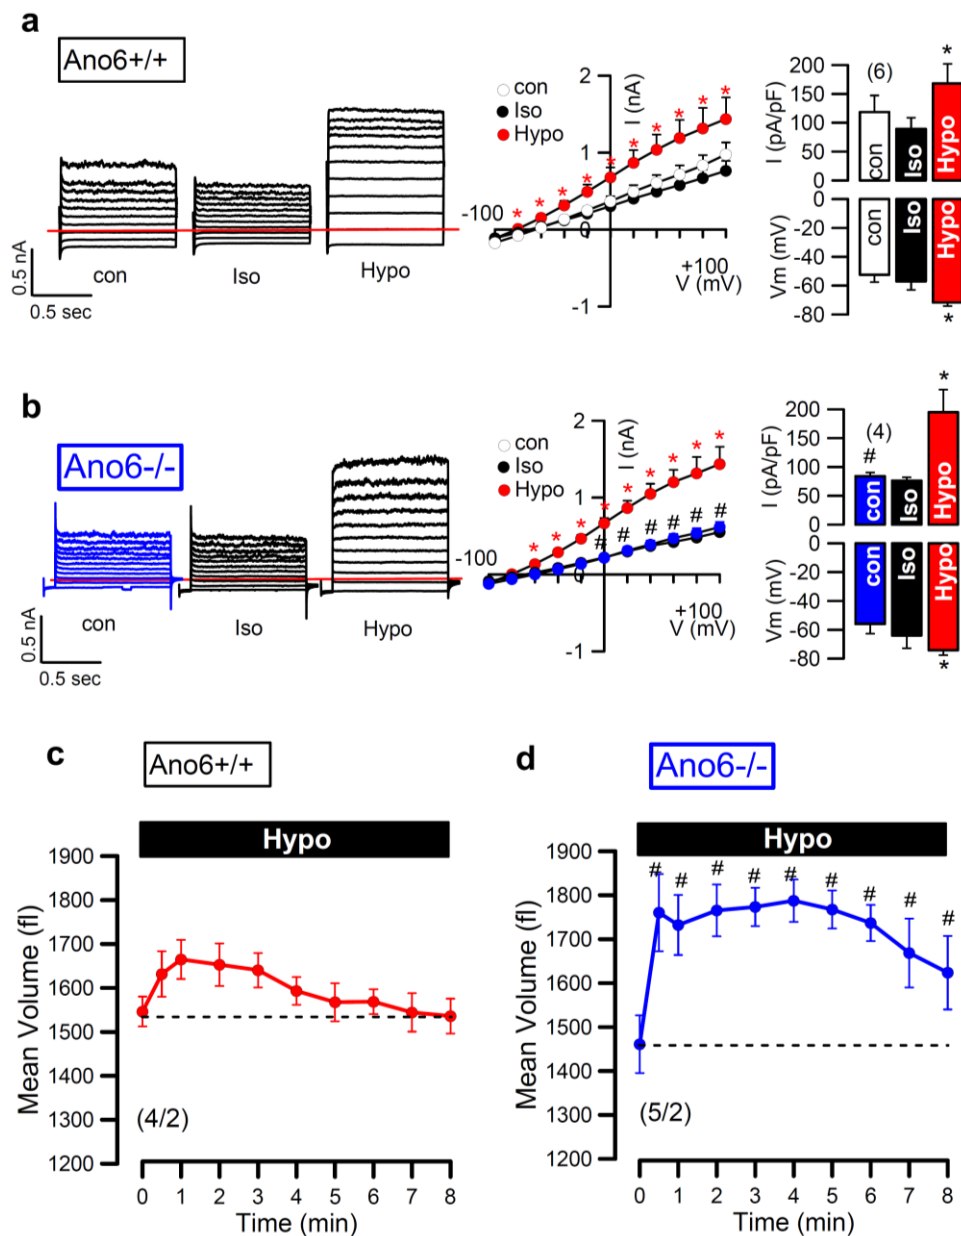 a
Ano6+/+
con
Iso
Hypo
0.5 nA
0.5 sec
con
Iso
Hypo
2
I (nA)
1
0
-1
-100
+100
V (mV)
* * * * * * * * * *
200
150
100
50
0
I (pA/pF)
(6)
*
con
Iso
Hypo
0
-20
-40
-60
-80
Vm (mV)
con
Iso
Hypo
*
b
Ano6-/-
con
Iso
Hypo
0.5 nA
0.5 sec
con
Iso
Hypo
2
I (nA)
1
0
-1
-100
+100
V (mV)
* * * * * * * * *
# # # # # #
200
150
100
50
0
I (pA/pF)
(4)
#
*
con
Iso
Hypo
0
-20
-40
-60
-80
Vm (mV)
con
Iso
Hypo
*
c
Ano6+/+
Hypo
1900
1800
1700
1600
1500
1400
1300
1200
Mean Volume (fl)
(4/2)
0 1 2 3 4 5 6 7 8
Time (min)
d
Ano6-/-
Hypo
1900
1800
1700
1600
1500
1400
1300
1200
Mean Volume (fl)
# # # # # # # # #
(5/2)
0 1 2 3 4 5 6 7 8
Time (min)